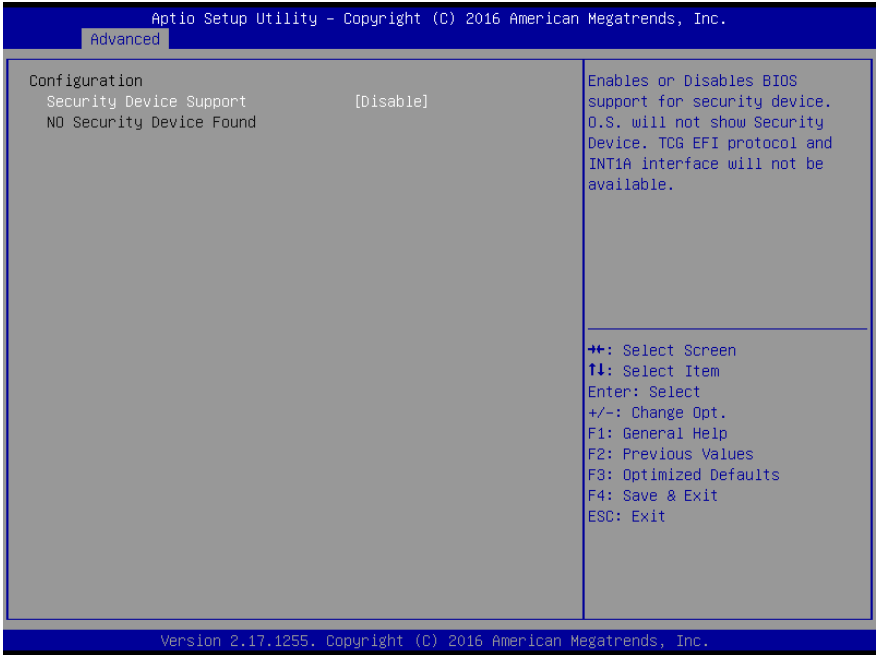 Aptio Setup Utility – Copyright (C) 2016 American Megatrends, Inc.
Advanced
Configuration
Security Device Support [Disable]
NO Security Device Found
Enables or Disables BIOS
support for security device.
O.S. will not show Security
Device. TCG EFI protocol and
INT1A interface will not be
available.
→←: Select Screen
↑↓: Select Item
Enter: Select
+/-: Change Opt.
F1: General Help
F2: Previous Values
F3: Optimized Defaults
F4: Save & Exit
ESC: Exit
Version 2.17.1255. Copyright (C) 2016 American Megatrends, Inc.